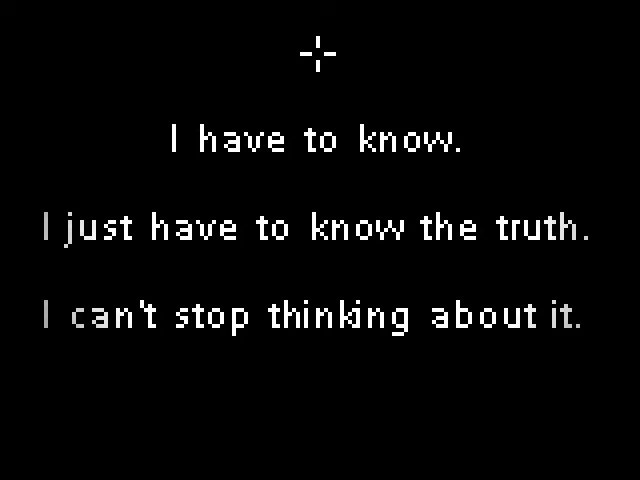 I have to know.
I just have to know the truth.
I can't stop thinking about it.